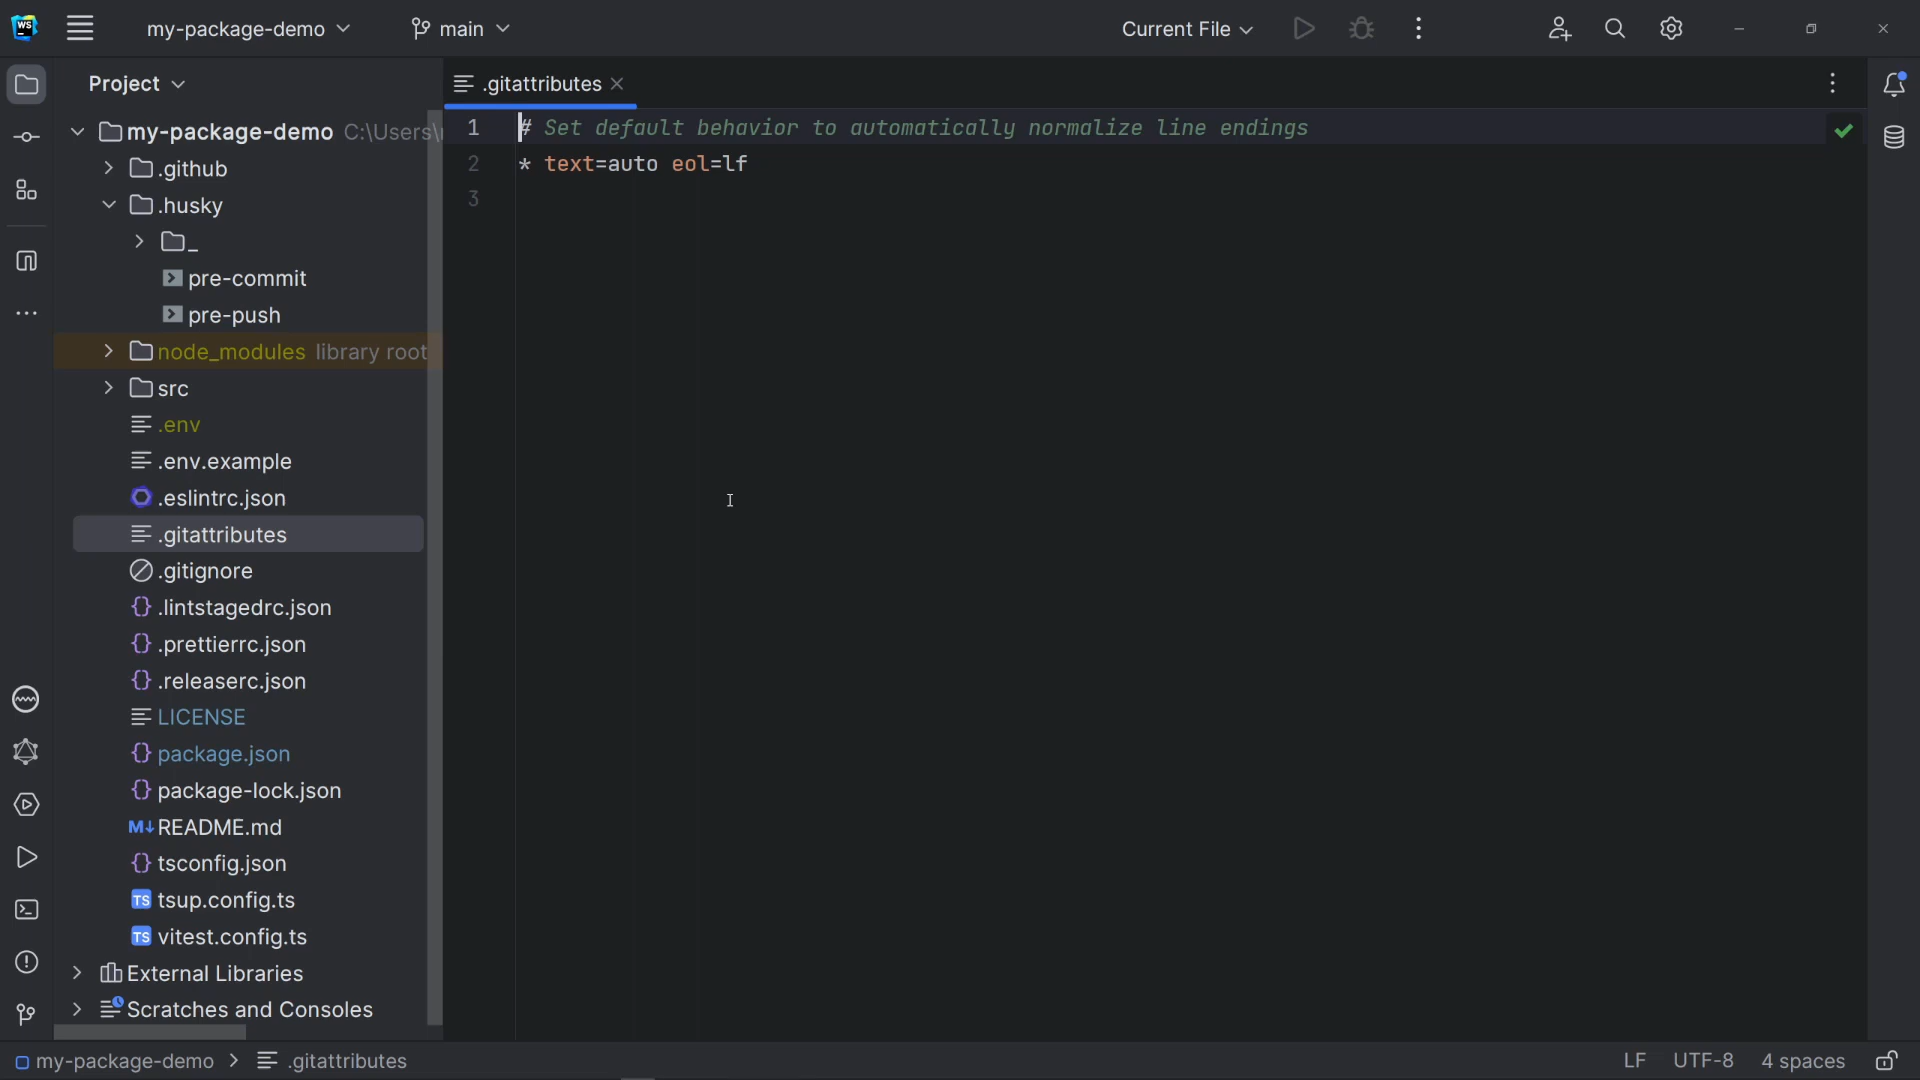 WS my-package-demo main Current File
Project
.gitattributes
my-package-demo C:\Users\
.github
.husky
_
pre-commit
pre-push
node_modules library root
src
.env
.env.example
.eslintrc.json
.gitattributes
.gitignore
.lintstagedrc.json
.prettierrc.json
.releaserc.json
LICENSE
package.json
package-lock.json
README.md
tsconfig.json
TS tsup.config.ts
TS vitest.config.ts
External Libraries
Scratches and Consoles
1 # Set default behavior to automatically normalize line endings
2 * text=auto eol=lf
3
my-package-demo > .gitattributes LF UTF-8 4 spaces